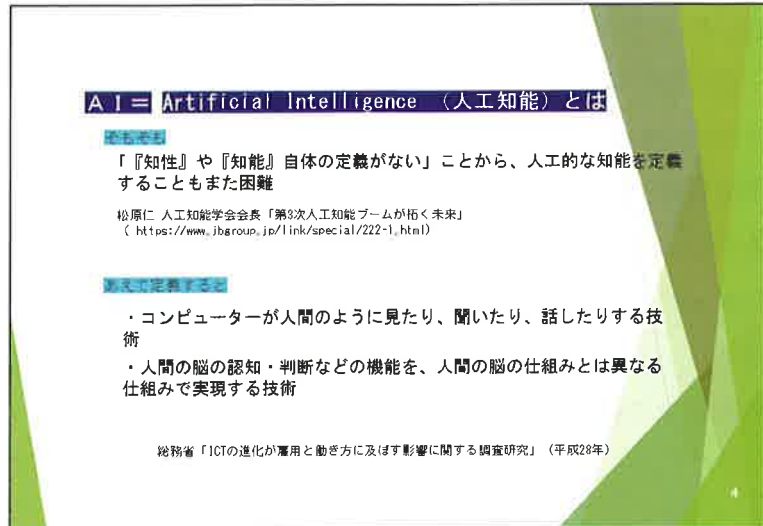 AI= Artificial Intelligence （人工知能）とは
そもそも
「『知性』や『知能』自体の定義がない」ことから、人工的な知能を定義
することもまた困難
松原仁 人工知能学会会長「第3次人工知能ブームが拓く未来」
( https://www.jbgroup.jp/link/special/222-1.html)
あえて定義すると
・コンピューターが人間のように見たり、聞いたり、話したりする技
術
・人間の脳の認知・判断などの機能を、人間の脳の仕組みとは異なる
仕組みで実現する技術
総務省「ICTの進化が雇用と働き方に及ぼす影響に関する調査研究」（平成28年）
4